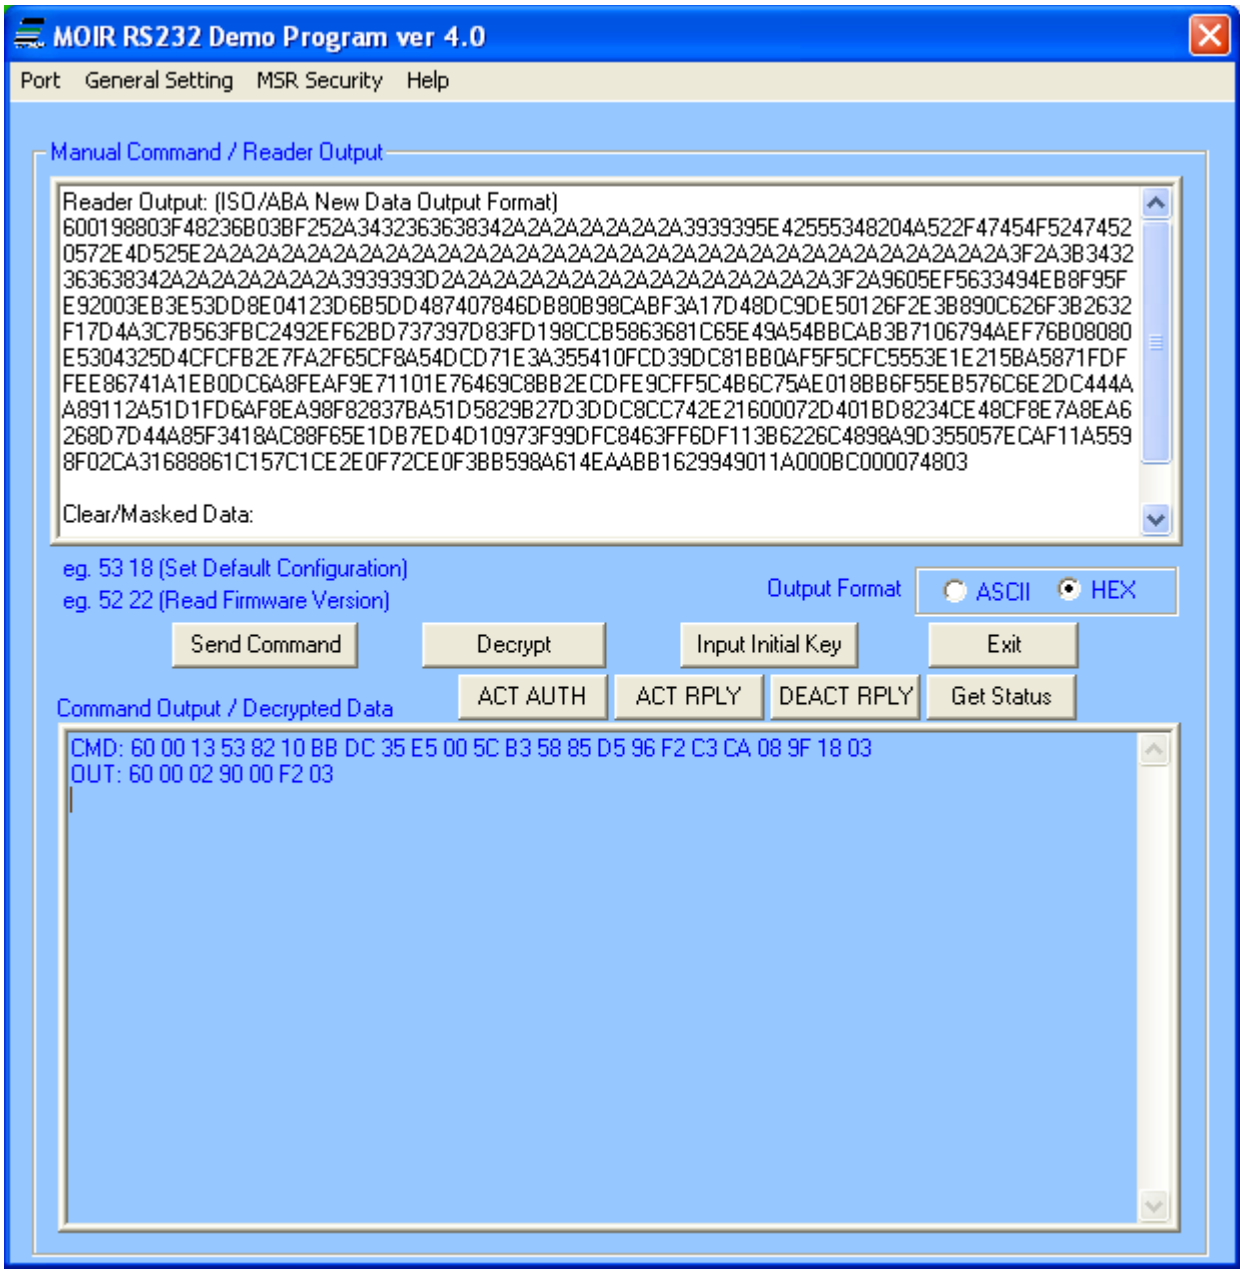 MOIR RS232 Demo Program ver 4.0
Port General Setting MSR Security Help
Manual Command / Reader Output
Reader Output: (ISO/ABA New Data Output Format)
600198803F48236B03BF252A3432363638342A2A2A2A2A2A2A2A3939395E42555348204A522F47454F5247452
0572E4D525E2A2A2A2A2A2A2A2A2A2A2A2A2A2A2A2A2A2A2A2A2A2A2A2A2A2A2A2A2A2A3F2A3B3432
363638342A2A2A2A2A2A2A2A3939393D2A2A2A2A2A2A2A2A2A2A2A2A2A2A2A2A3F2A9605EF5633494EB8F95F
E92003EB3E53DD8E04123D6B5DD487407846DB80B98CABF3A17D48DC9DE50126F2E3B890C626F3B2632
F17D4A3C7B563FBC2492EF62BD737397D83FD198CCB5863681C65E49A54BBCAB3B7106794AEF76B08080
E5304325D4CFCFB2E7FA2F65CF8A54DCD71E3A355410FCD39DC81BB0AF5F5CFC5553E1E215BA5871FDF
FEE86741A1EB0DC6A8FEAF9E71101E76469C8BB2ECDFE9CFF5C4B6C75AE018BB6F55EB576C6E2DC444A
A89112A51D1FD6AF8EA98F82837BA51D5829B27D3DDC8CC742E21600072D401BD8234CE48CF8E7A8EA6
268D7D44A85F3418AC88F65E1DB7ED4D10973F99DFC8463FF6DF113B6226C4898A9D355057ECAF11A559
8F02CA31688861C157C1CE2E0F72CE0F3BB598A614EAABB1629949011A000BC000074803
Clear/Masked Data:
eg. 53 18 (Set Default Configuration)
eg. 52 22 (Read Firmware Version)
Output Format ASCII HEX
Send Command Decrypt Input Initial Key Exit
ACT AUTH ACT RPLY DEACT RPLY Get Status
Command Output / Decrypted Data
CMD: 60 00 13 53 82 10 BB DC 35 E5 00 5C B3 58 85 D5 96 F2 C3 CA 08 9F 18 03
OUT: 60 00 02 90 00 F2 03